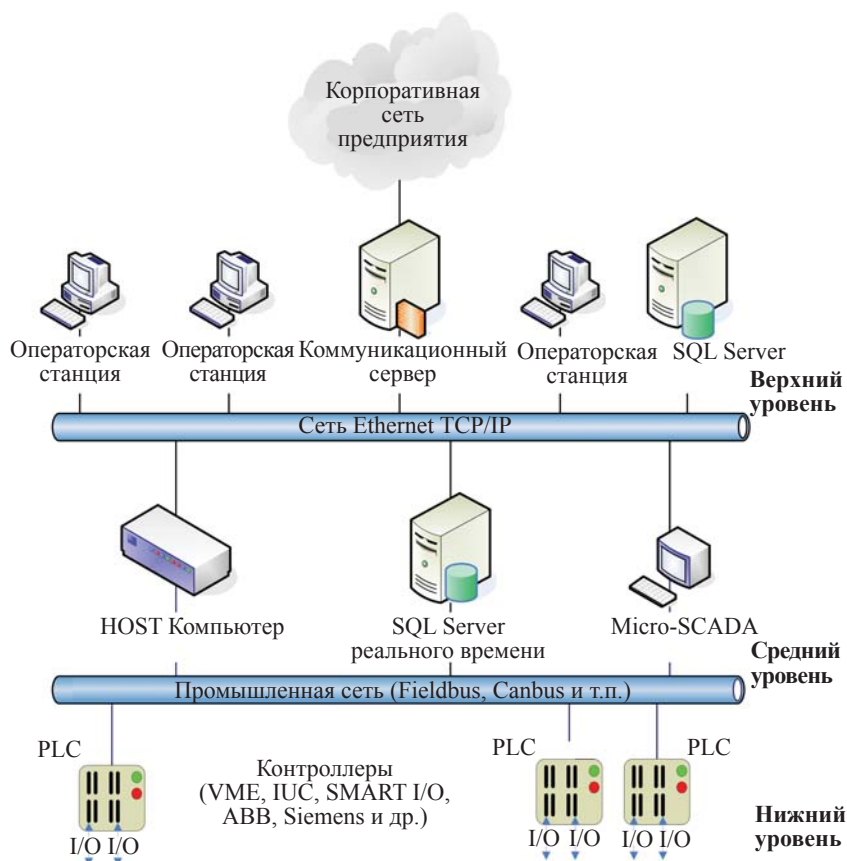 Корпоративная
сеть
предприятия
Операторская
станция
Операторская
станция
Коммуникационный
сервер
Операторская
станция
SQL Server
Верхний
уровень
Сеть Ethernet TCP/IP
HOST Компьютер
SQL Server
реального времени
Micro-SCADA
Средний
уровень
Промышленная сеть (Fieldbus, Canbus и т.п.)
PLC
Контроллеры
(VME, IUC, SMART I/O,
ABB, Siemens и др.)
PLC
PLC
I/O I/O
I/O I/O
I/O I/O
Нижний
уровень